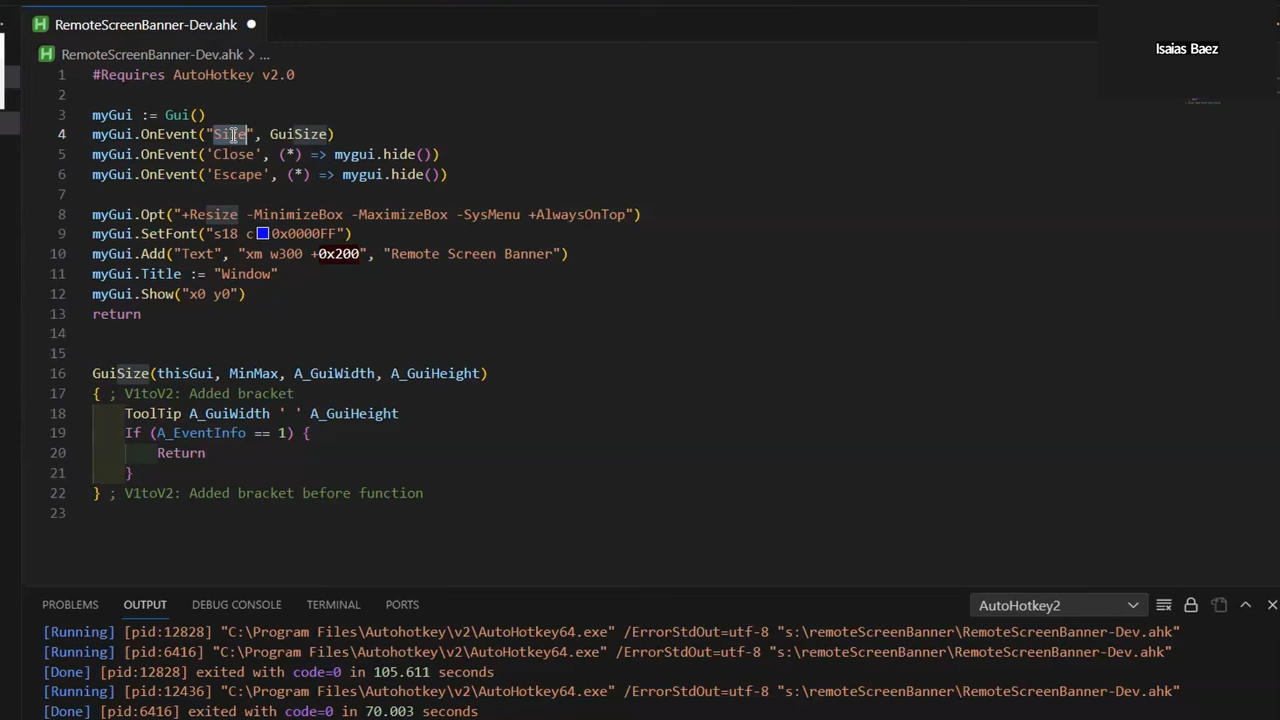 RemoteScreenBanner-Dev.ahk
Isaias Baez
RemoteScreenBanner-Dev.ahk > ...
1 #Requires AutoHotkey v2.0
2
3 myGui := Gui()
4 myGui.OnEvent("Size", GuiSize)
5 myGui.OnEvent('Close', (*) => mygui.hide())
6 myGui.OnEvent('Escape', (*) => mygui.hide())
7
8 myGui.Opt("+Resize -MinimizeBox -MaximizeBox -SysMenu +AlwaysOnTop")
9 myGui.SetFont("s18 c0x0000FF")
10 myGui.Add("Text", "xm w300 +0x200", "Remote Screen Banner")
11 myGui.Title := "Window"
12 myGui.Show("x0 y0")
13 return
14
15
16 GuiSize(thisGui, MinMax, A_GuiWidth, A_GuiHeight)
17 { ; V1toV2: Added bracket
18 ToolTip A_GuiWidth ' ' A_GuiHeight
19 If (A_EventInfo == 1) {
20 Return
21 }
22 } ; V1toV2: Added bracket before function
23
PROBLEMS OUTPUT DEBUG CONSOLE TERMINAL PORTS AutoHotkey2
[Running] [pid:12828] "C:\Program Files\Autohotkey\v2\AutoHotkey64.exe" /ErrorStdOut=utf-8 "s:\remoteScreenBanner\RemoteScreenBanner-Dev.ahk"
[Running] [pid:6416] "C:\Program Files\Autohotkey\v2\AutoHotkey64.exe" /ErrorStdOut=utf-8 "s:\remoteScreenBanner\RemoteScreenBanner-Dev.ahk"
[Done] [pid:12828] exited with code=0 in 105.611 seconds
[Running] [pid:12436] "C:\Program Files\Autohotkey\v2\AutoHotkey64.exe" /ErrorStdOut=utf-8 "s:\remoteScreenBanner\RemoteScreenBanner-Dev.ahk"
[Done] [pid:6416] exited with code=0 in 70.003 seconds